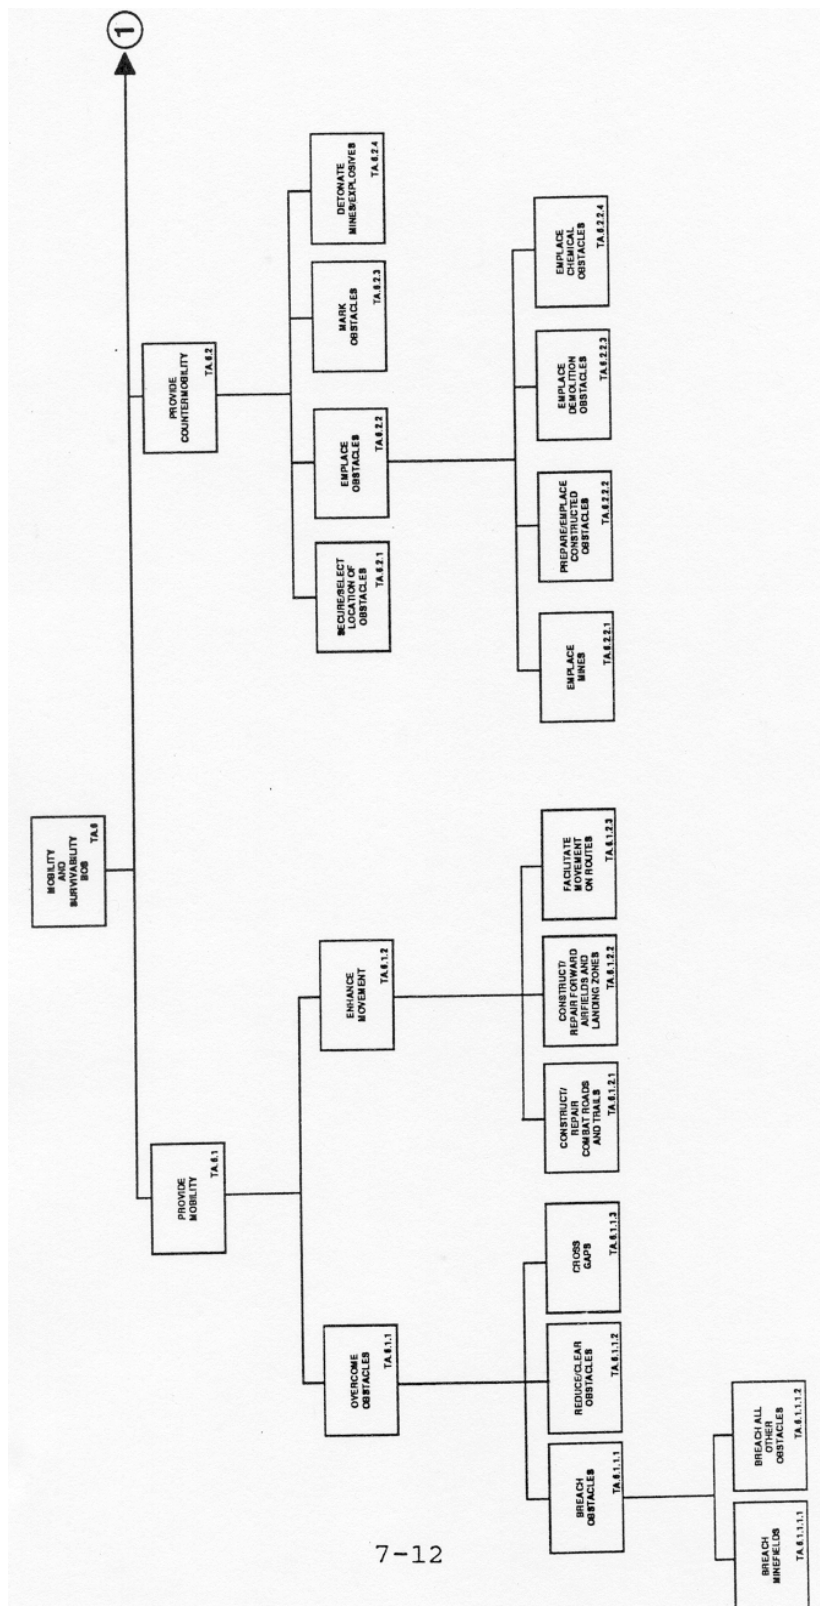 1
MOBILITY
AND
SURVIVABILITY
BOS
TA.6
PROVIDE
MOBILITY
TA.6.1
PROVIDE
COUNTERMOBILITY
TA.6.2
OVERCOME
OBSTACLES
TA.6.1.1
ENHANCE
MOVEMENT
TA.6.1.2
SECURE/SELECT
LOCATION OF
OBSTACLES
TA.6.2.1
EMPLACE
OBSTACLES
TA.6.2.2
MARK
OBSTACLES
TA.6.2.3
DETONATE
MINES/EXPLOSIVES
TA.6.2.4
BREACH
OBSTACLES
TA.6.1.1.1
REDUCE/CLEAR
OBSTACLES
TA.6.1.1.2
CROSS
GAPS
TA.6.1.1.3
CONSTRUCT/
REPAIR
COMBAT ROADS
AND TRAILS
TA.6.1.2.1
CONSTRUCT/
REPAIR FORWARD
AIRFIELDS AND
LANDING ZONES
TA.6.1.2.2
FACILITATE
MOVEMENT
ON ROUTES
TA.6.1.2.3
EMPLACE
MINES
TA.6.2.2.1
PREPARE/EMPLACE
CONSTRUCTED
OBSTACLES
TA.6.2.2.2
EMPLACE
DEMOLITION
OBSTACLES
TA.6.2.2.3
EMPLACE
CHEMICAL
OBSTACLES
TA.6.2.2.4
BREACH
MINEFIELDS
TA.6.1.1.1.1
BREACH ALL
OTHER
OBSTACLES
TA.6.1.1.1.2
7-12